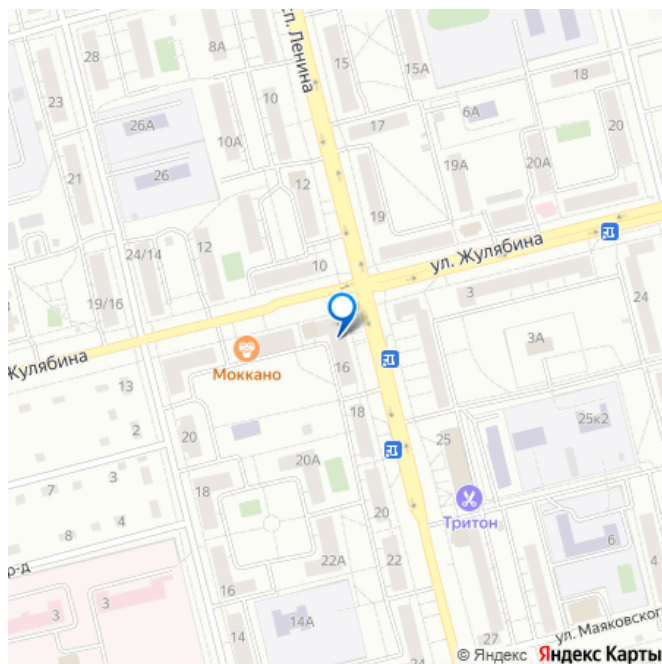 сп. Ленина
8А
28
15
15А
18
23
10
6А
26А
17
20
10А
19А
20А
21
26
12
19
12
24/14
ул. Жулябина
10
3
19/16
24
3А
Жулябина
16
Моккано
13
18
25к2
2
20
25
20А
7
3
18
Тритон
20
8
4
6
22А
22
4
р-д
16
3
3
14А
14
27
ул. Маяковског
© Яндекс Яндекс Карты